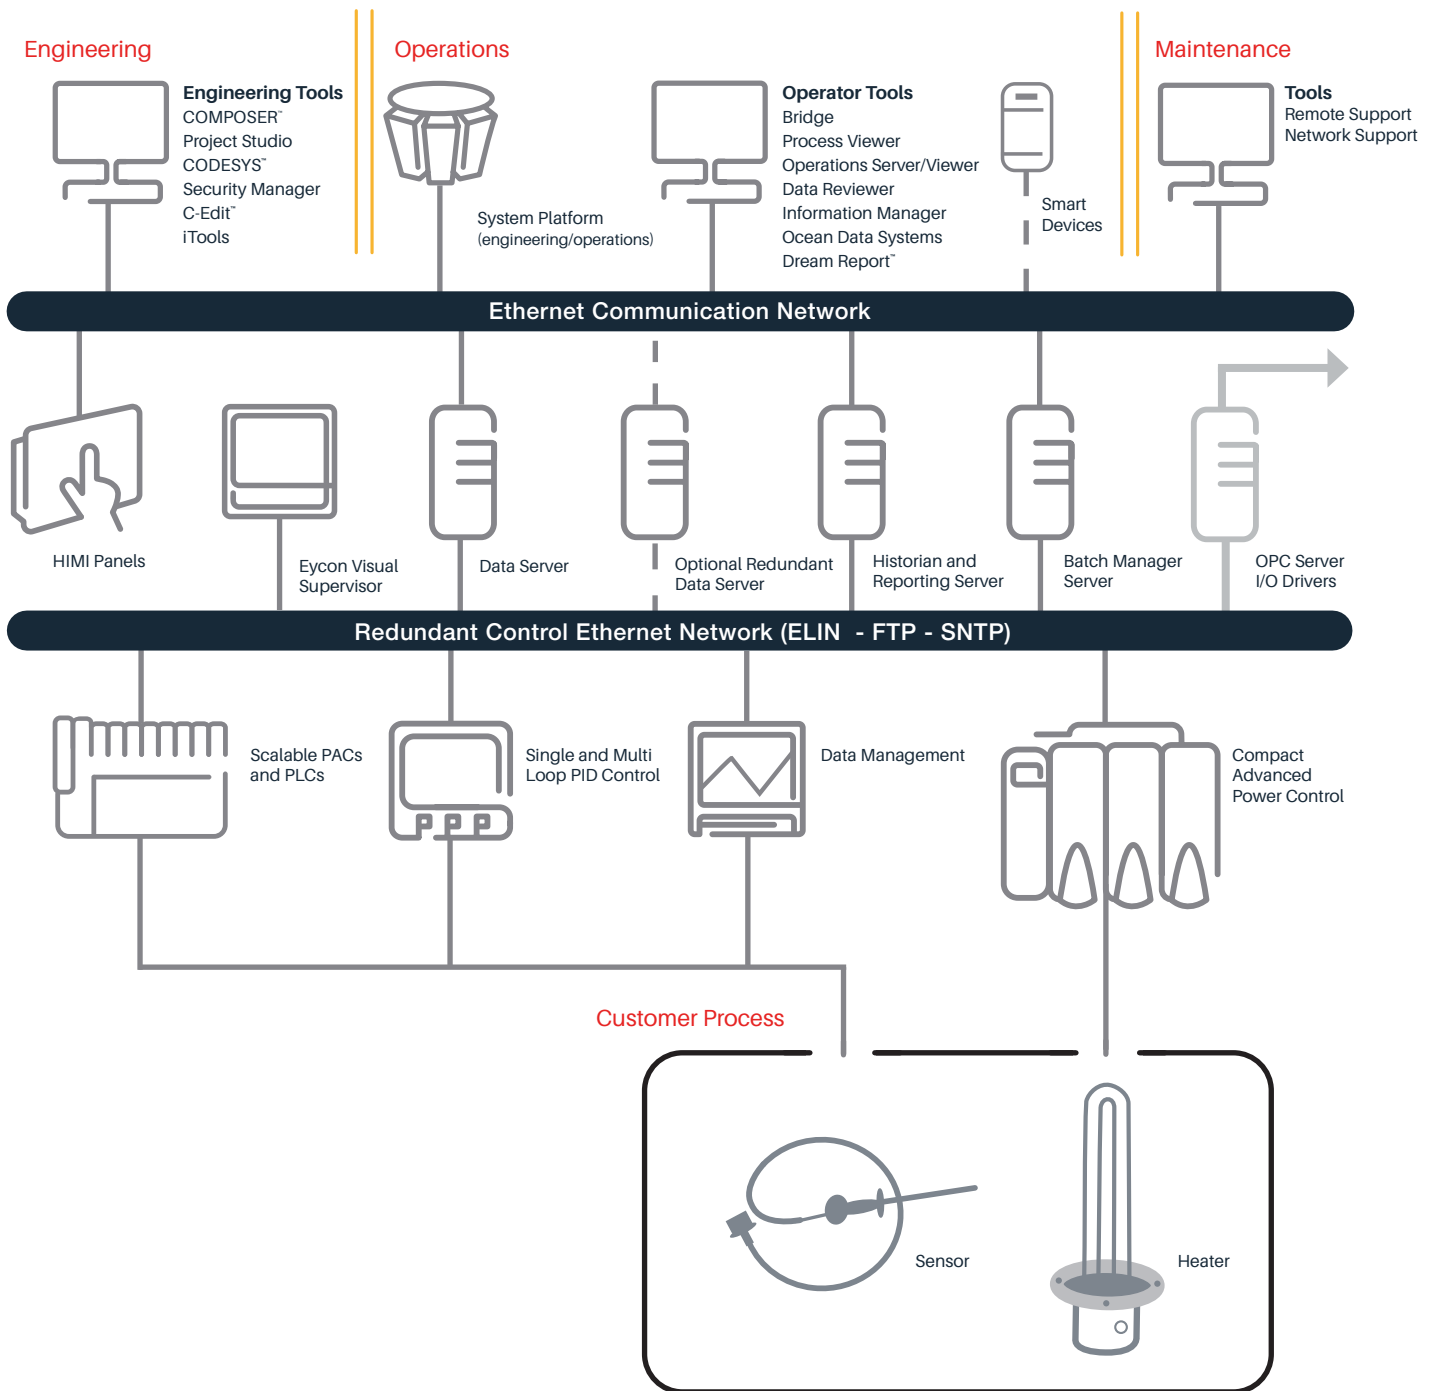 Engineering
Engineering Tools
COMPOSER™
Project Studio
CODESYS™
Security Manager
C-Edit™
iTools
Operations
System Platform
(engineering/operations)
Operator Tools
Bridge
Process Viewer
Operations Server/Viewer
Data Reviewer
Information Manager
Ocean Data Systems
Dream Report™
Smart
Devices
Maintenance
Tools
Remote Support
Network Support
Ethernet Communication Network
HIMI Panels
Eycon Visual
Supervisor
Data Server
Optional Redundant
Data Server
Historian and
Reporting Server
Batch Manager
Server
OPC Server
I/O Drivers
Redundant Control Ethernet Network (ELIN - FTP - SNTP)
Scalable PACs
and PLCs
Single and Multi
Loop PID Control
Data Management
Compact
Advanced
Power Control
Customer Process
Sensor
Heater